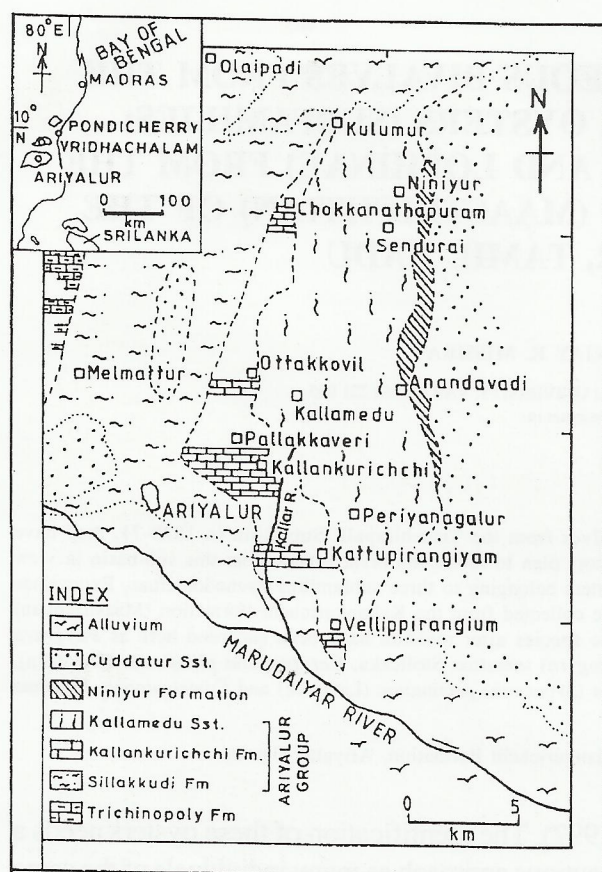 80°E
N
BAY OF
BENGAL
MADRAS
10°
N
PONDICHERRY
VRIDHACHALAM
ARIYALUR
0 100
km
SRILANKA
Olaipadi
N
Kulumur
Niniyur
Chokkanathapuram
Sendurai
Melmattur
Ottakkovil
Anandavadi
Kallamedu
Pallakkaveri
Kallankurichchi
ARIYALUR
Kallar R.
Periyanagalur
Kattupirangiyam
Vellippirangium
MARUDAIYAR RIVER
INDEX
Alluvium
Cuddatur Sst.
Niniyur Formation
Kallamedu Sst.
Kallankurichchi Fm.
Sillakkudi Fm
Trichinopoly Fm
ARIYALUR
GROUP
0 5
km